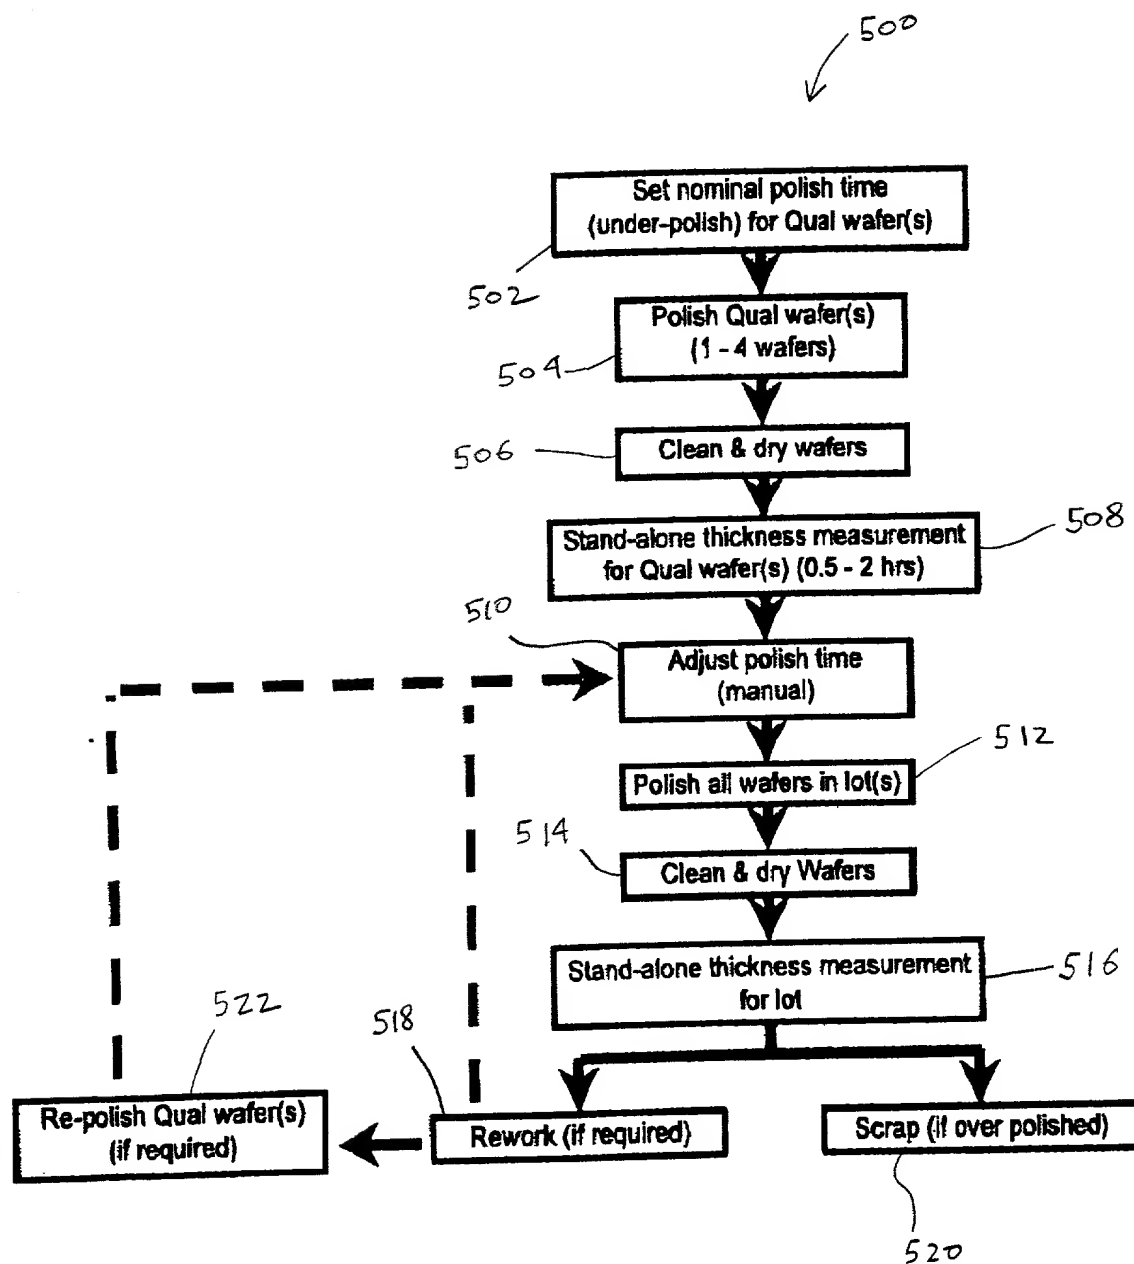 500
Set nominal polish time
(under-polish) for Qual wafer(s)
502
Polish Qual wafer(s)
(1 - 4 wafers)
504
Clean & dry wafers
506
Stand-alone thickness measurement
for Qual wafer(s) (0.5 - 2 hrs)
508
510
Adjust polish time
(manual)
512
Polish all wafers in lot(s)
514
Clean & dry Wafers
Stand-alone thickness measurement
for lot
516
522
518
Re-polish Qual wafer(s)
(if required)
Rework (if required)
Scrap (if over polished)
520